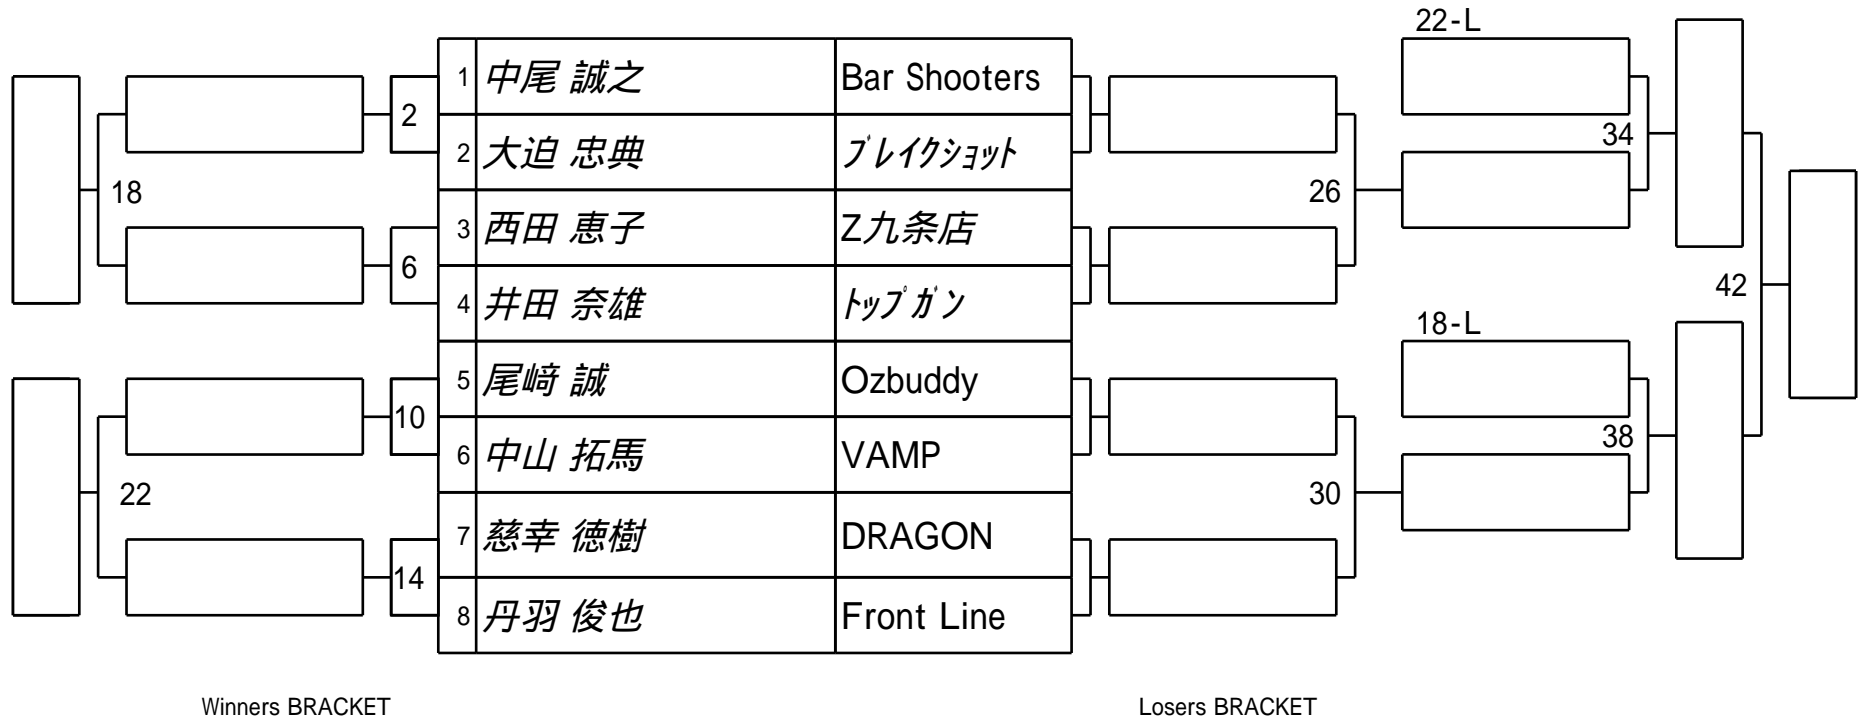 22-L
1 中尾 誠之 Bar Shooters
2
2 大迫 忠典 ﾌﾞﾚｲｸｼｮｯﾄ
34
18
26
3 西田 恵子 Z九条店
6
4 井田 奈雄 ﾄｯﾌﾟｶﾞﾝ
42
18-L
5 尾﨑 誠 Ozbuddy
10
38
6 中山 拓馬 VAMP
22
30
7 慈幸 徳樹 DRAGON
14
8 丹羽 俊也 Front Line
Winners BRACKET Losers BRACKET